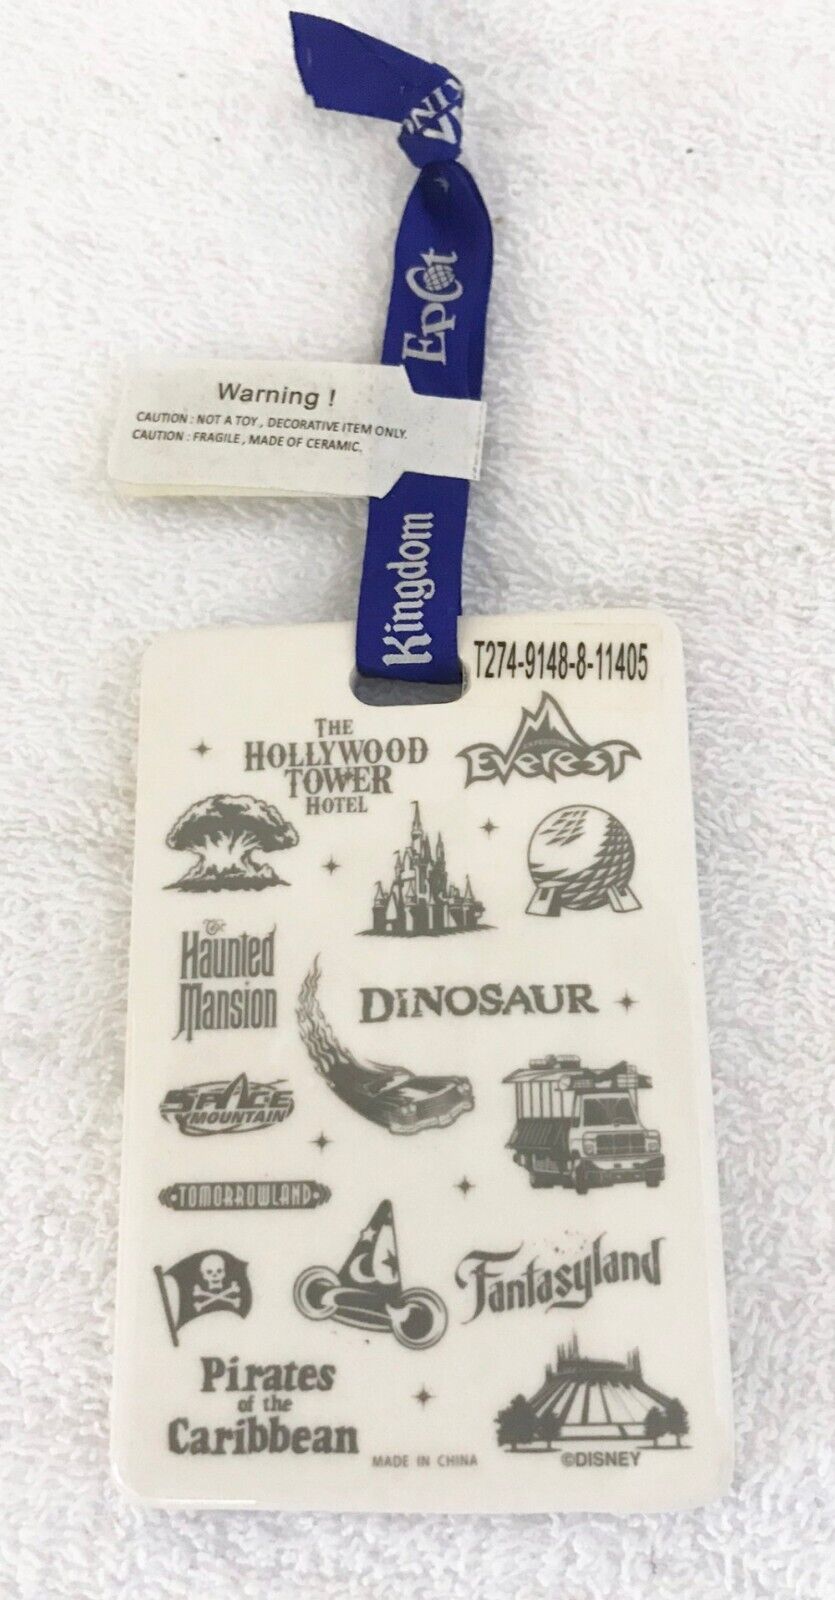 Epcot
Warning !
CAUTION : NOT A TOY , DECORATIVE ITEM ONLY.
CAUTION : FRAGILE , MADE OF CERAMIC.
Kingdom
T274-9148-8-11405
THE
HOLLYWOOD
TOWER
HOTEL
EXPEDITION
EVEREST
The
Haunted
Mansion
DINOSAUR
SPACE
MOUNTAIN
TOMORROWLAND
Fantasyland
Pirates
of the
Caribbean
MADE IN CHINA
©DISNEY